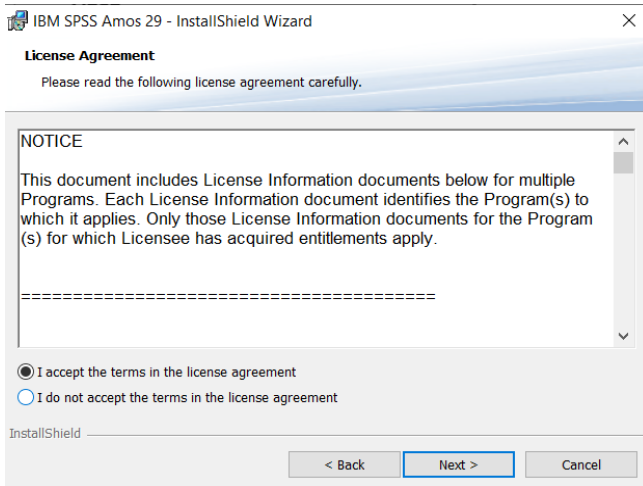 IBM SPSS Amos 29 - InstallShield Wizard
License Agreement
Please read the following license agreement carefully.
NOTICE
This document includes License Information documents below for multiple
Programs. Each License Information document identifies the Program(s) to
which it applies. Only those License Information documents for the Program
(s) for which Licensee has acquired entitlements apply.
========================================
I accept the terms in the license agreement
I do not accept the terms in the license agreement
InstallShield
< Back
Next >
Cancel